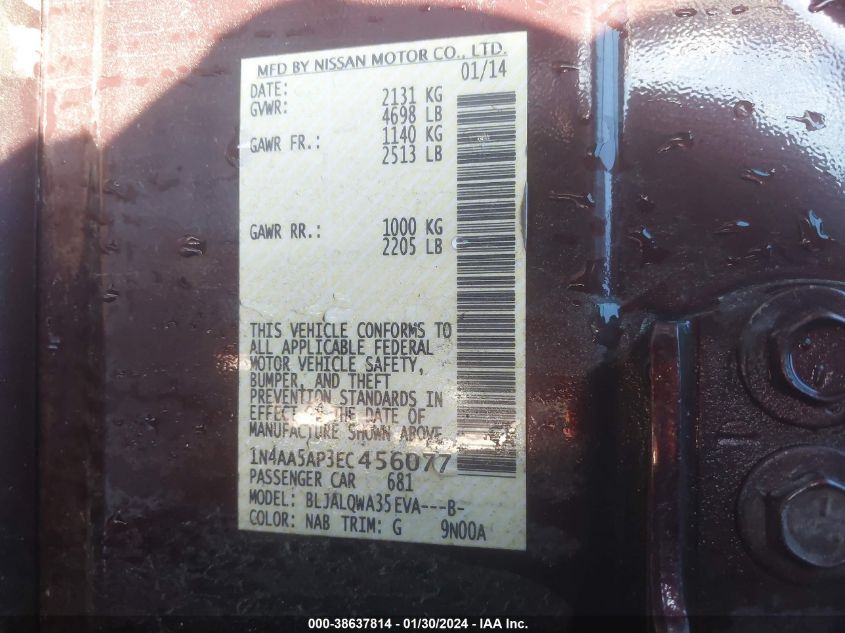 MFD BY NISSAN MOTOR CO., LTD.
DATE: 01/14
GVWR: 2131 KG
4698 LB
GAWR FR.: 1140 KG
2513 LB
GAWR RR.: 1000 KG
2205 LB
THIS VEHICLE CONFORMS TO
ALL APPLICABLE FEDERAL
MOTOR VEHICLE SAFETY,
BUMPER, AND THEFT
PREVENTION STANDARDS IN
EFFECT ON THE DATE OF
MANUFACTURE SHOWN ABOVE
1N4AA5AP3EC456077
PASSENGER CAR 681
MODEL: BLJALQWA35EVA---B-
COLOR: NAB TRIM: G 9N00A
000-38637814 - 01/30/2024 - IAA Inc.